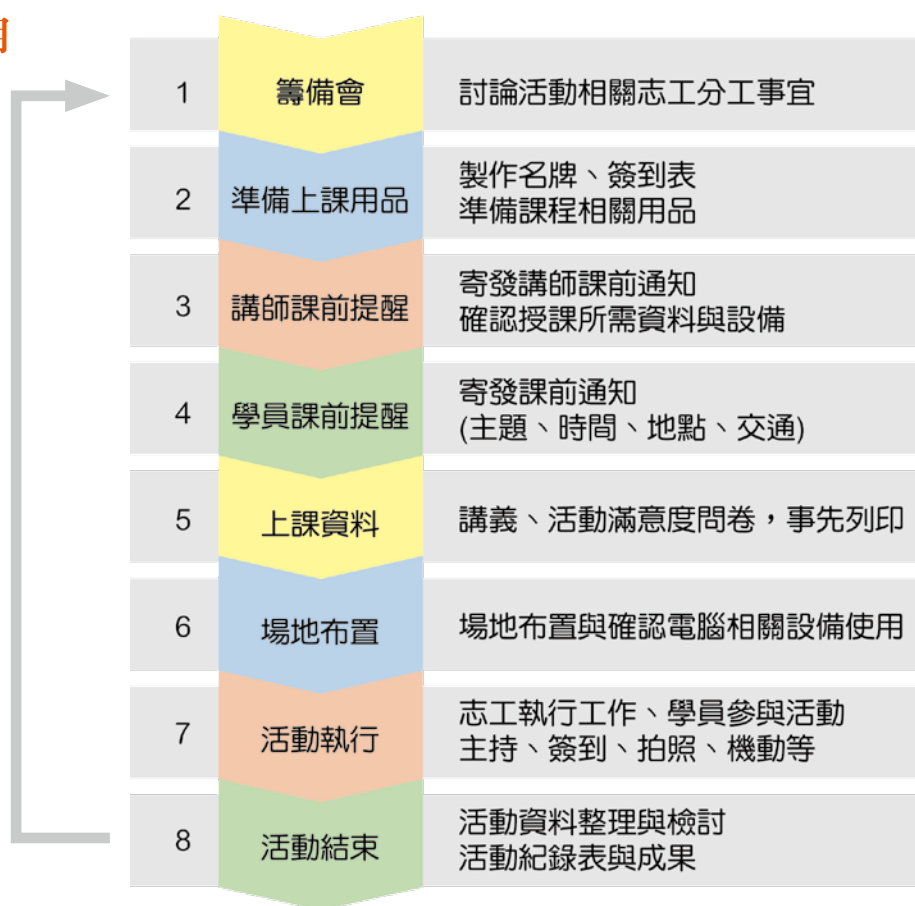 1
籌備會
討論活動相關志工分工事宜
2
準備上課用品
製作名牌、簽到表
準備課程相關用品
3
講師課前提醒
寄發講師課前通知
確認授課所需資料與設備
4
學員課前提醒
寄發課前通知
(主題、時間、地點、交通)
5
上課資料
講義、活動滿意度問卷，事先列印
6
場地布置
場地布置與確認電腦相關設備使用
7
活動執行
志工執行工作、學員參與活動
主持、簽到、拍照、機動等
8
活動結束
活動資料整理與檢討
活動紀錄表與成果